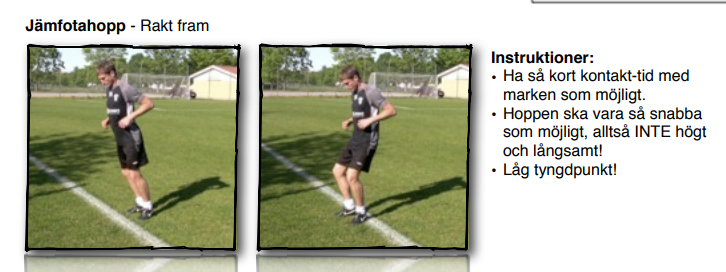 Jämfotahopp - Rakt fram
Instruktioner:
• Ha så kort kontakt-tid med
marken som möjligt.
• Hoppen ska vara så snabba
som möjligt, alltså INTE högt
och långsamt!
• Låg tyngdpunkt!